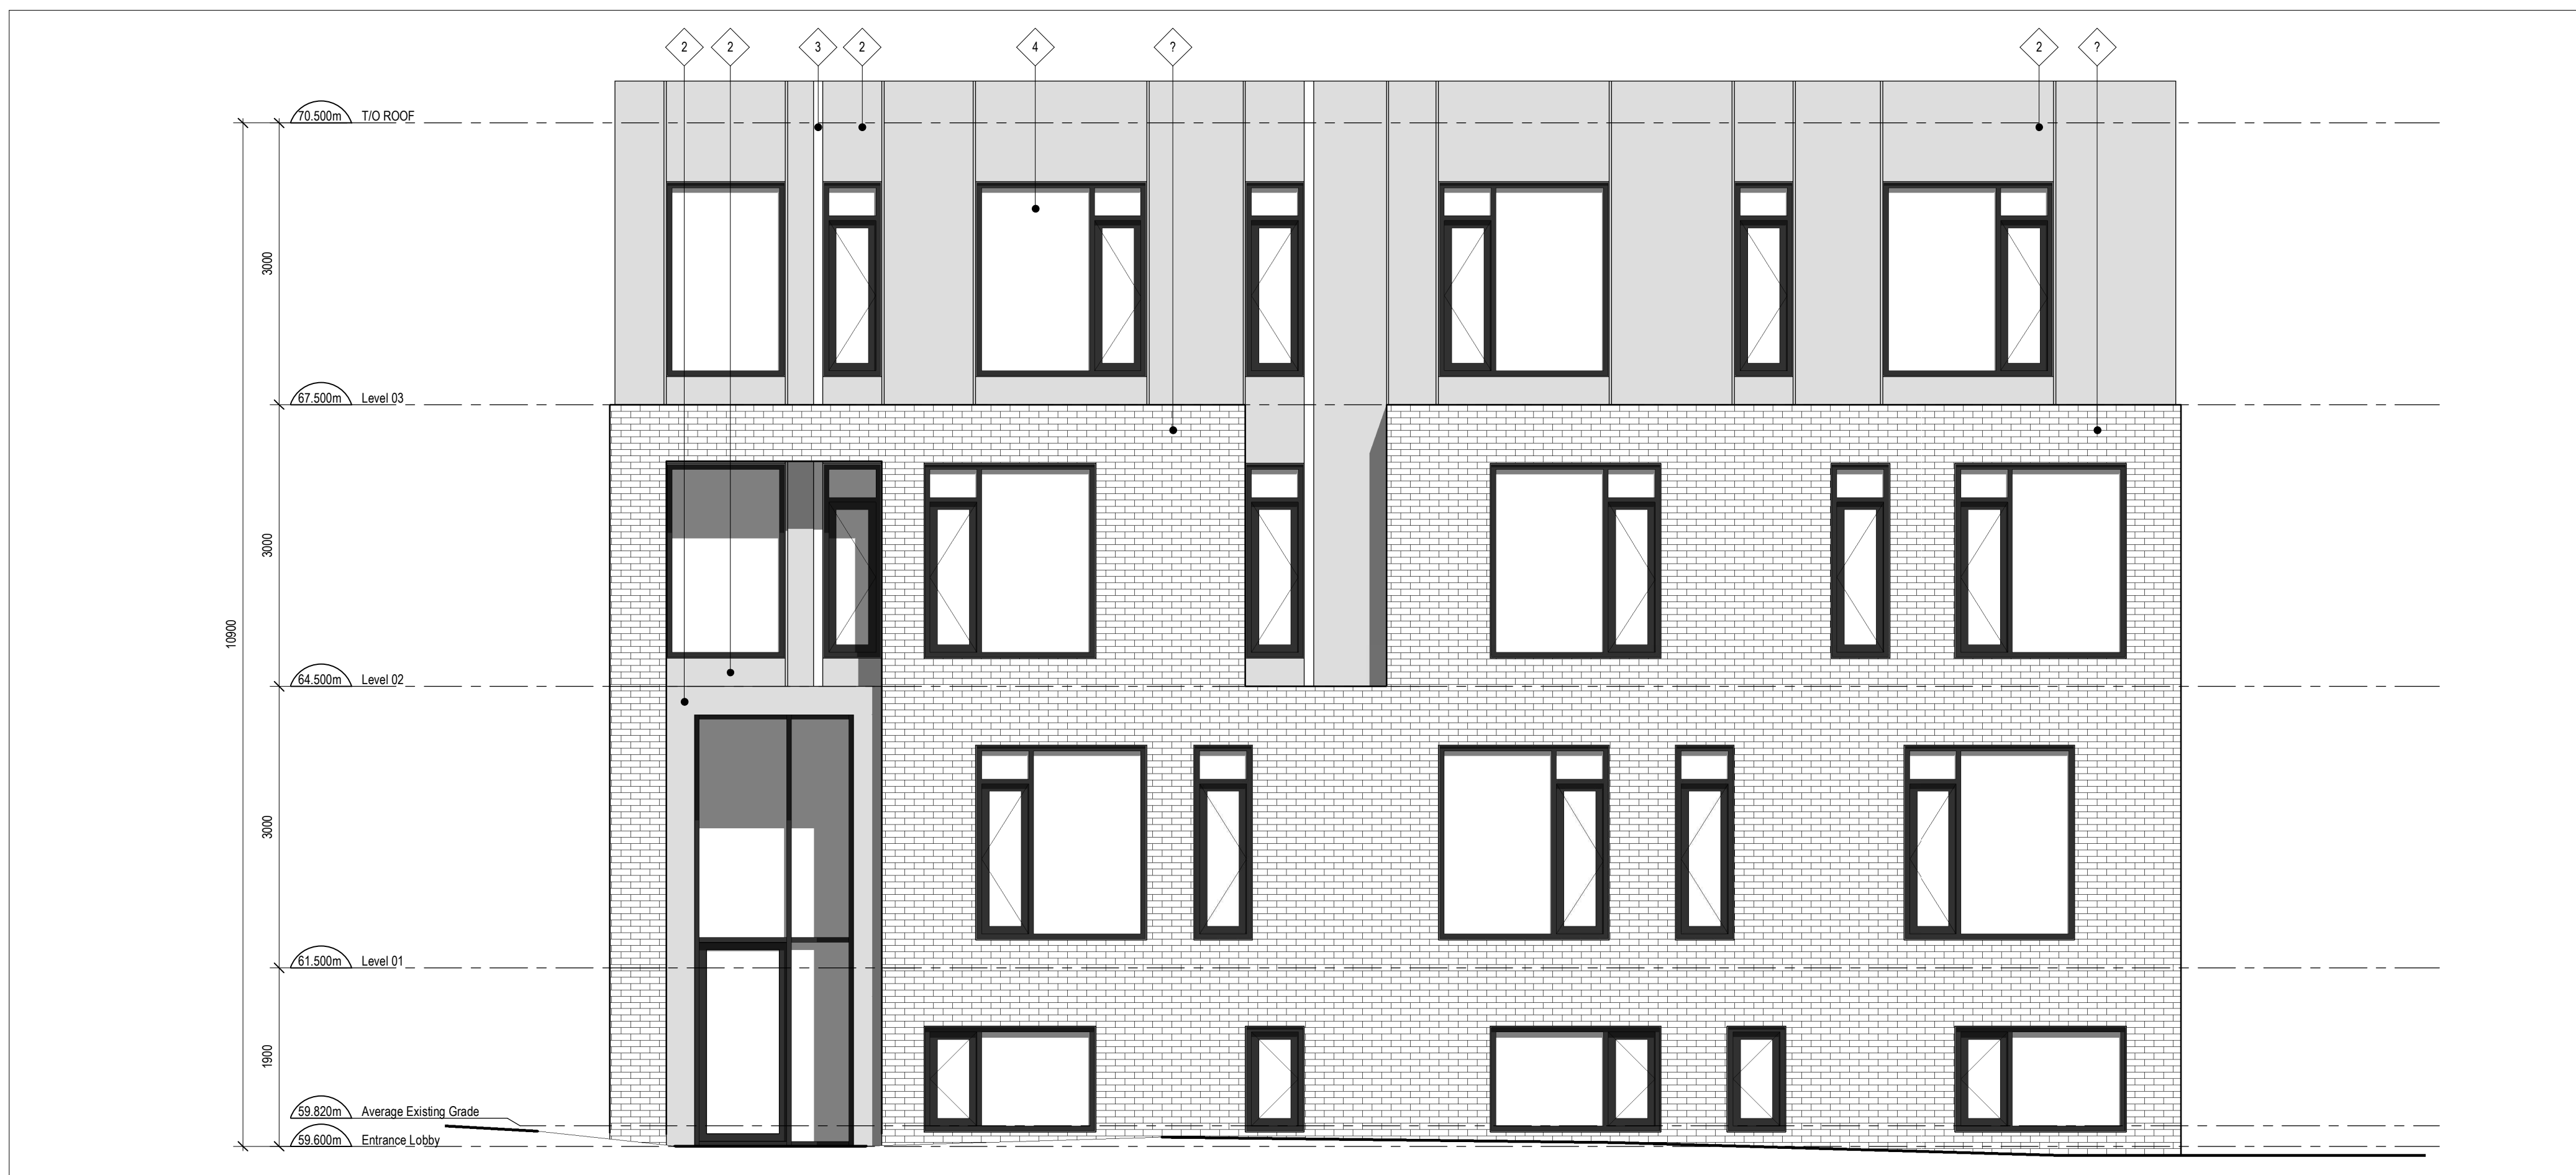 2 2 3 2 4 ? 2 ?
70.500m T/O ROOF
3000
67.500m Level 03
3000
10900
64.500m Level 02
3000
61.500m Level 01
1900
59.820m Average Existing Grade
59.600m Entrance Lobby